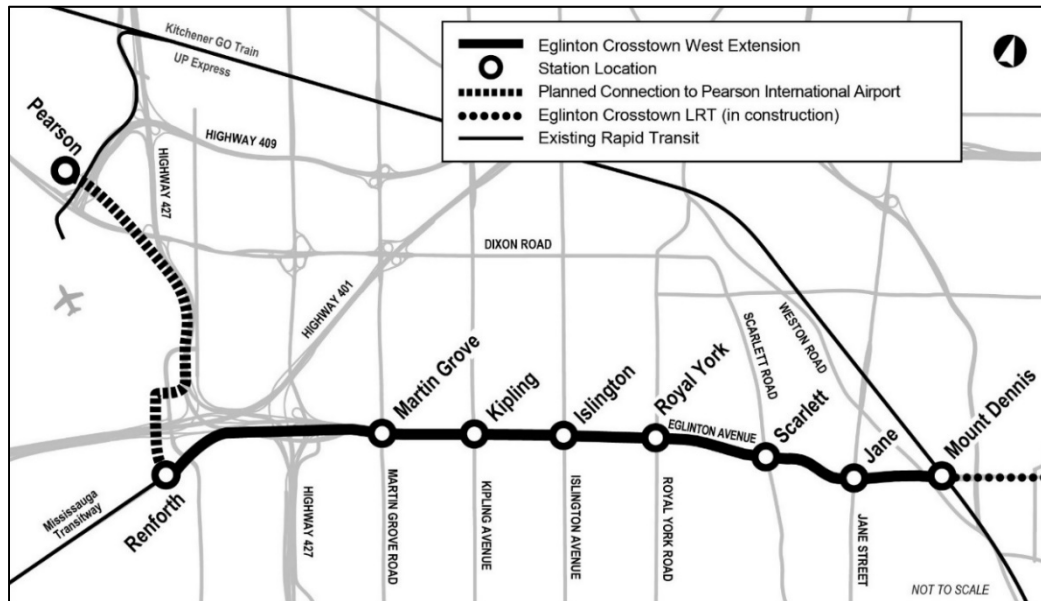 Kitchener GO Train
UP Express
Eglinton Crosstown West Extension
Station Location
Planned Connection to Pearson International Airport
Eglinton Crosstown LRT (in construction)
Existing Rapid Transit
Pearson
HIGHWAY 409
HIGHWAY 427
DIXON ROAD
HIGHWAY 401
WESTON ROAD
SCARLETT ROAD
Martin Grove
Kipling
Islington
Royal York
EGLINTON AVENUE
Scarlett
Jane
Mount Dennis
Renforth
Mississauga
Transitway
HIGHWAY 427
MARTIN GROVE ROAD
KIPLING AVENUE
ISLINGTON AVENUE
ROYAL YORK ROAD
JANE STREET
NOT TO SCALE